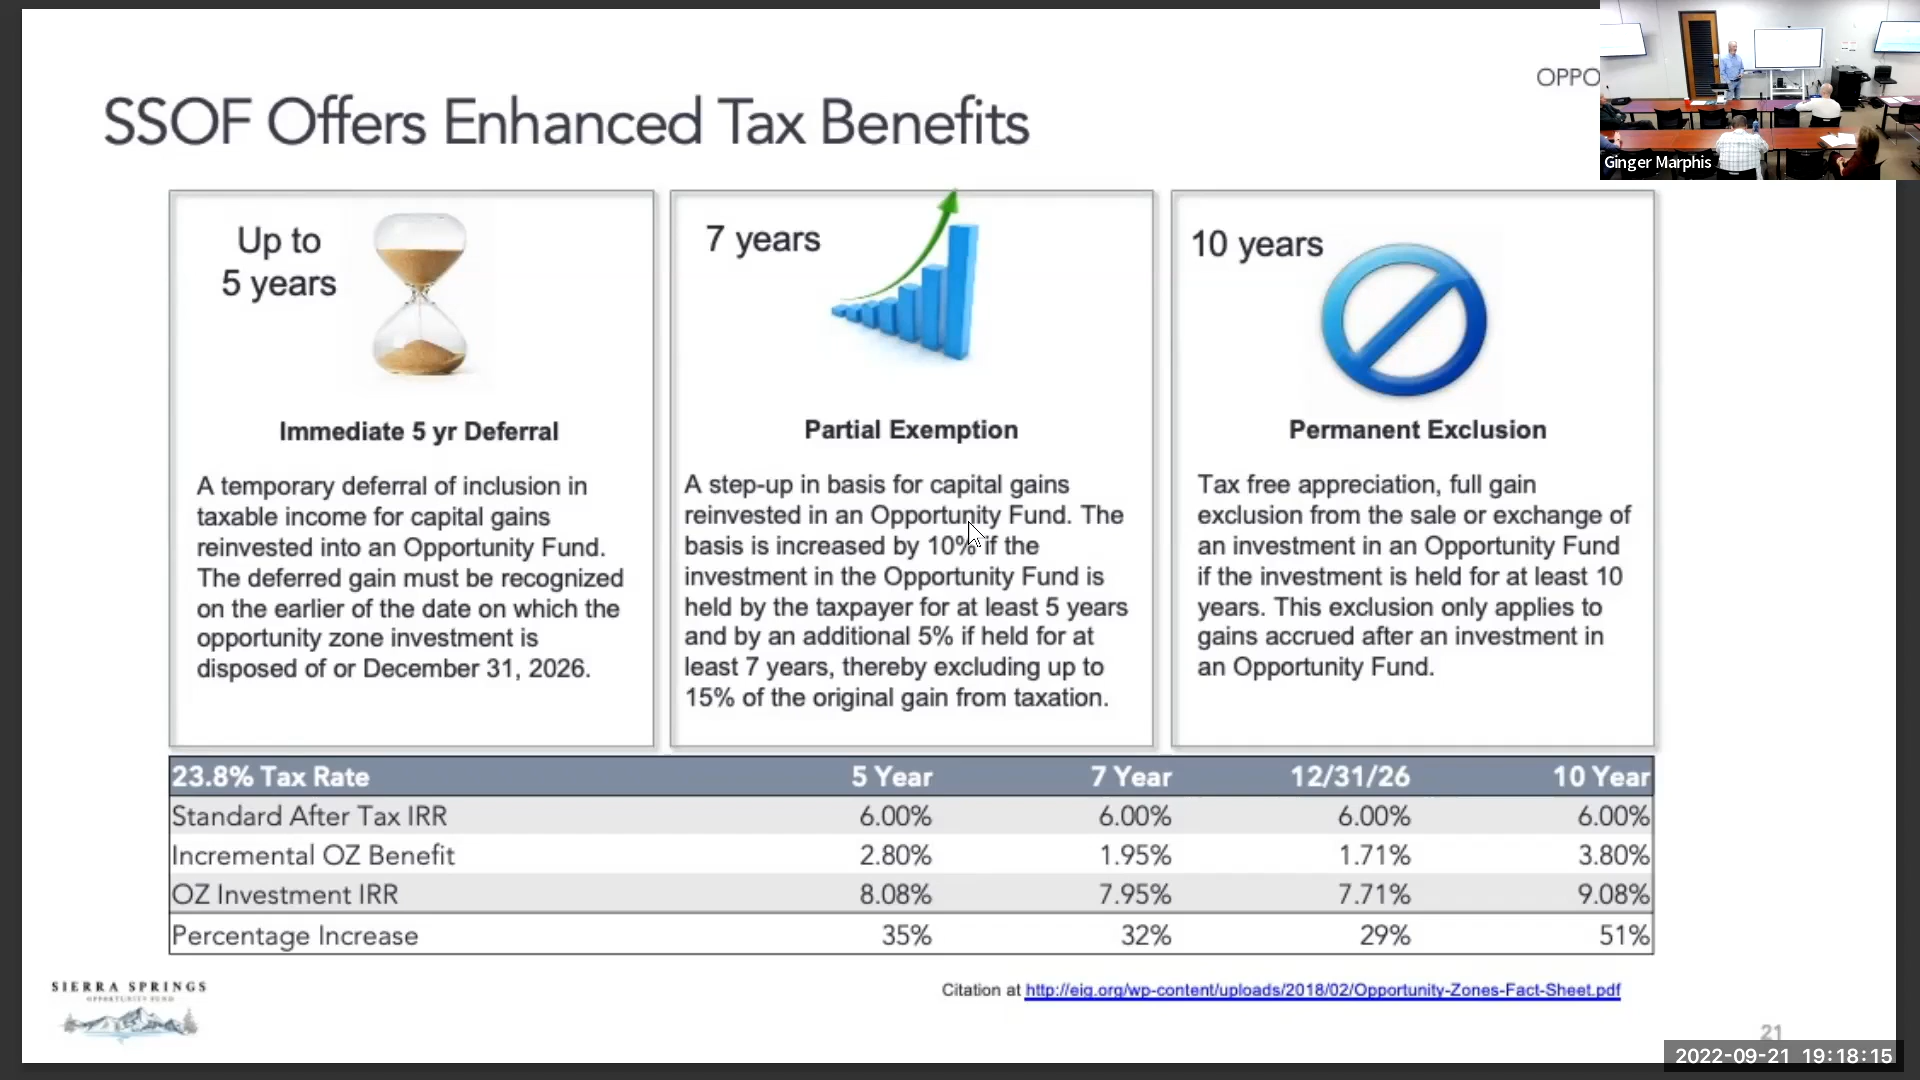 OPPO
SSOF Offers Enhanced Tax Benefits
Ginger Marphis
Up to
5 years
Immediate 5 yr Deferral
A temporary deferral of inclusion in
taxable income for capital gains
reinvested into an Opportunity Fund.
The deferred gain must be recognized
on the earlier of the date on which the
opportunity zone investment is
disposed of or December 31, 2026.
7 years
Partial Exemption
A step-up in basis for capital gains
reinvested in an Opportunity Fund. The
basis is increased by 10% if the
investment in the Opportunity Fund is
held by the taxpayer for at least 5 years
and by an additional 5% if held for at
least 7 years, thereby excluding up to
15% of the original gain from taxation.
10 years
Permanent Exclusion
Tax free appreciation, full gain
exclusion from the sale or exchange of
an investment in an Opportunity Fund
if the investment is held for at least 10
years. This exclusion only applies to
gains accrued after an investment in
an Opportunity Fund.
23.8% Tax Rate 5 Year 7 Year 12/31/26 10 Year
Standard After Tax IRR 6.00% 6.00% 6.00% 6.00%
Incremental OZ Benefit 2.80% 1.95% 1.71% 3.80%
OZ Investment IRR 8.08% 7.95% 7.71% 9.08%
Percentage Increase 35% 32% 29% 51%
SIERRA SPRINGS
OPPORTUNITY FUND
Citation at http://eig.org/wp-content/uploads/2018/02/Opportunity-Zones-Fact-Sheet.pdf
21
2022-09-21 19:18:15